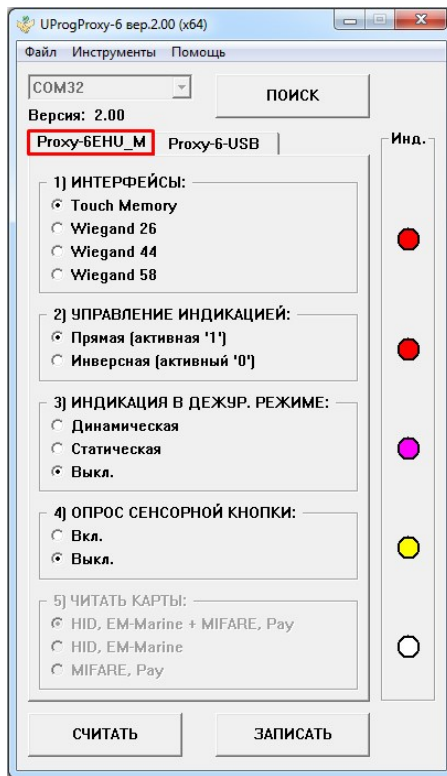 UProgProxy-6 вер.2.00 (x64)
Файл Инструменты Помощь
COM32
ПОИСК
Версия: 2.00
Proxy-6EHU_M Proxy-6-USB
Инд.
1) ИНТЕРФЕЙСЫ:
Touch Memory
Wiegand 26
Wiegand 44
Wiegand 58
2) УПРАВЛЕНИЕ ИНДИКАЦИЕЙ:
Прямая (активная '1')
Инверсная (активный '0')
3) ИНДИКАЦИЯ В ДЕЖУР. РЕЖИМЕ:
Динамическая
Статическая
Выкл.
4) ОПРОС СЕНСОРНОЙ КНОПКИ:
Вкл.
Выкл.
5) ЧИТАТЬ КАРТЫ:
HID, EM-Marine + MIFARE, Pay
HID, EM-Marine
MIFARE, Pay
СЧИТАТЬ ЗАПИСАТЬ